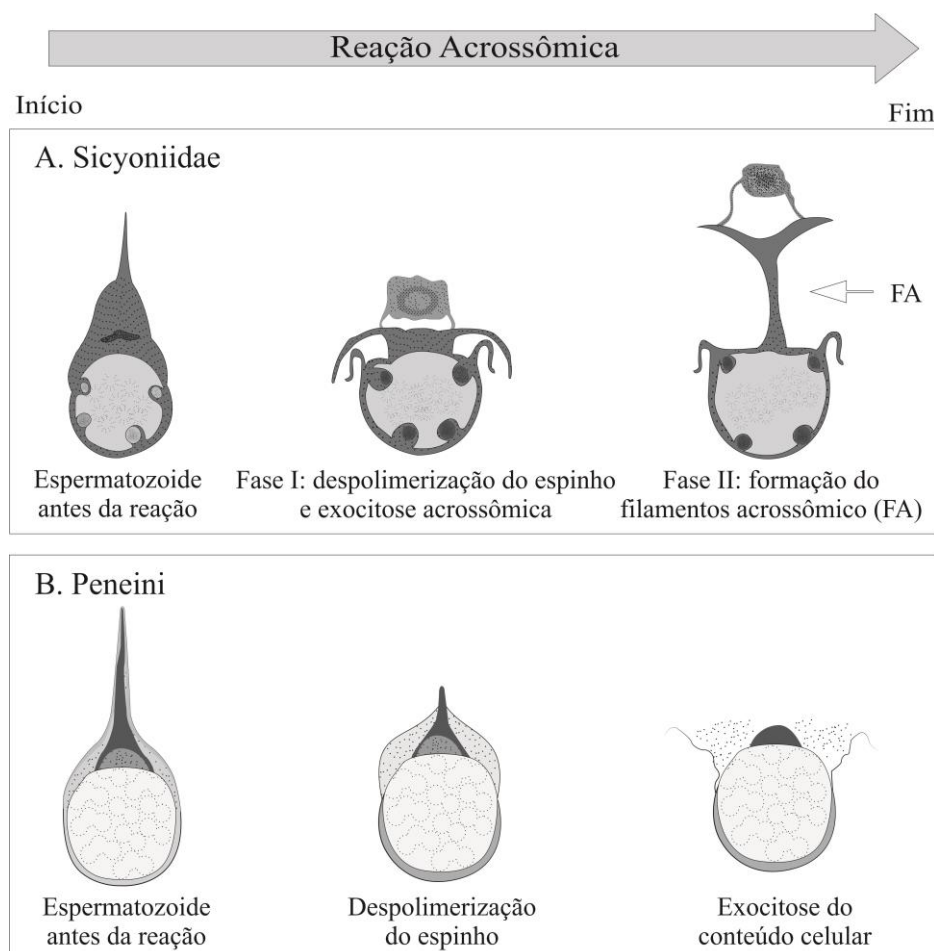 Reação Acrossômica
Início
Fim
A. Sicyoniidae
FA
Espermatozoide
antes da reação
Fase I: despolimerização do espinho
e exocitose acrossômica
Fase II: formação do
filamentos acrossômico (FA)
B. Peneini
Espermatozoide
antes da reação
Despolimerização
do espinho
Exocitose do
conteúdo celular